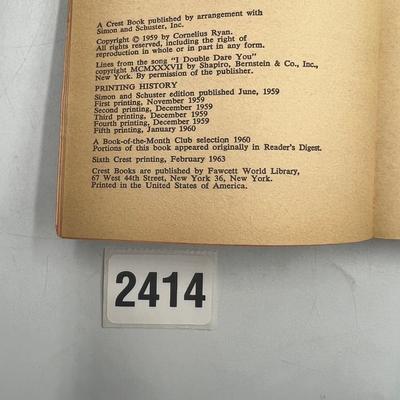 A Crest Book published by arrangement with
Simon and Schuster, Inc.
Copyright © 1959 by Cornelius Ryan.
All rights reserved, including the right of
reproduction in whole or in part in any form.
Lines from the song "I Double Dare You"
copyright MCMXXXVII by Shapiro, Bernstein & Co., Inc.,
New York. By permission of the publisher.
PRINTING HISTORY
Simon and Schuster edition published June, 1959
First printing, November 1959
Second printing, December 1959
Third printing, December 1959
Fourth printing, December 1959
Fifth printing, January 1960
A Book-of-the-Month Club selection 1960
Portions of this book appeared originally in Reader's Digest.
Sixth Crest printing, February 1963
Crest Books are published by Fawcett World Library,
67 West 44th Street, New York 36, New York.
Printed in the United States of America.
2414